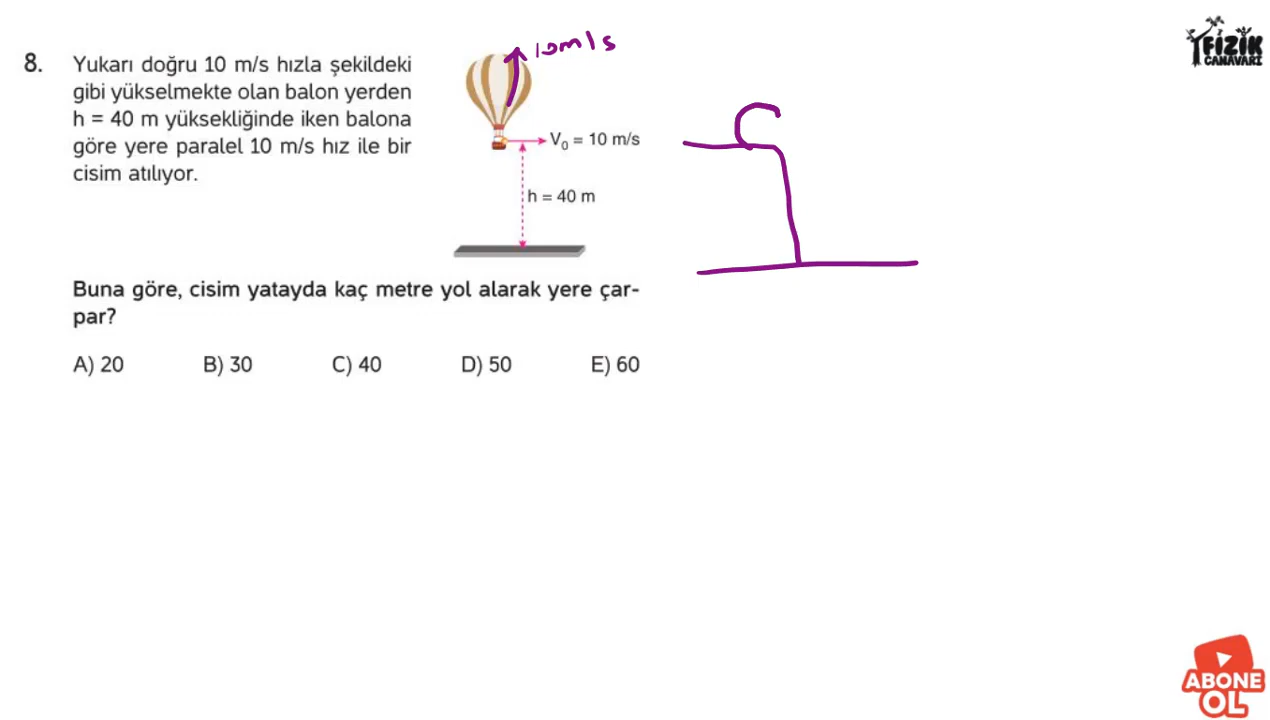 8. Yukarı doğru 10 m/s hızla şekildeki
gibi yükselmekte olan balon yerden
h = 40 m yüksekliğinde iken balona
göre yere paralel 10 m/s hız ile bir
cisim atılıyor.
10m/s
V₀ = 10 m/s
h = 40 m
Buna göre, cisim yatayda kaç metre yol alarak yere çar-
par?
A) 20 B) 30 C) 40 D) 50 E) 60
FİZİK
CANAVARI
ABONE
OL